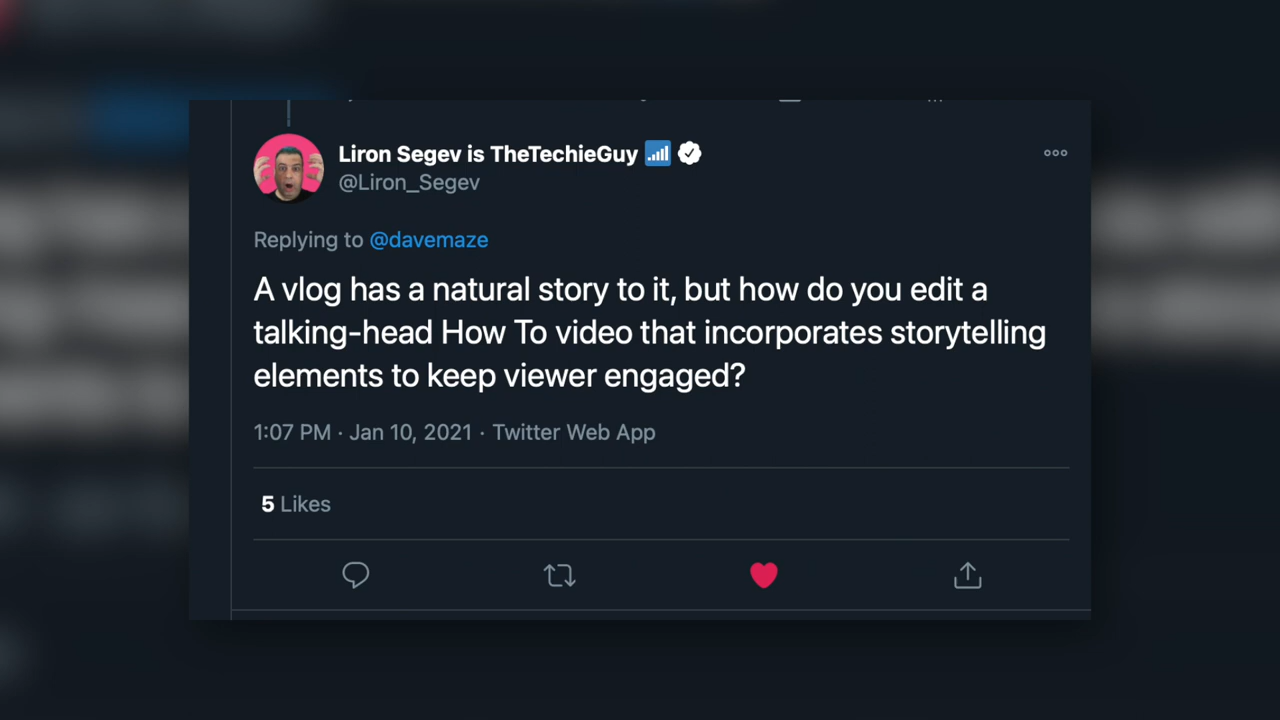 Liron Segev is TheTechieGuy
@Liron_Segev
Replying to @davemaze
A vlog has a natural story to it, but how do you edit a
talking-head How To video that incorporates storytelling
elements to keep viewer engaged?
1:07 PM · Jan 10, 2021 · Twitter Web App
5 Likes